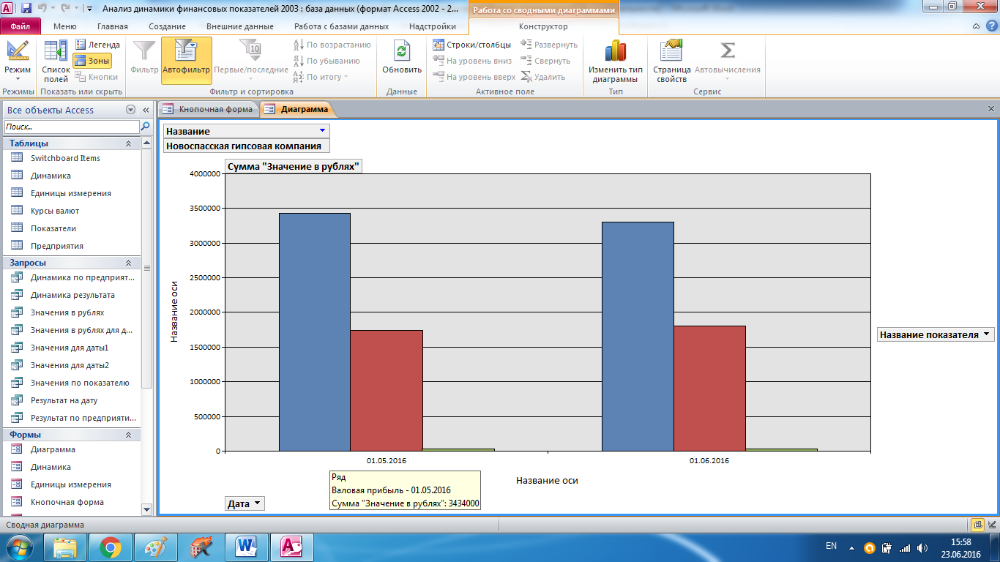 Анализ динамики финансовых показателей 2003 : база данных (формат Access 2002 - 2...
Работа со сводными диаграммами
Файл Меню Главная Создание Внешние данные Работа с базами данных Надстройки Конструктор
Режим
Режимы
Список полей
Легенда
Зоны
Кнопки
Показать или скрыть
Фильтр
Автофильтр
Первые/последние
По возрастанию
По убыванию
По итогу
Фильтр и сортировка
Обновить
Данные
Строки/столбцы
На уровень вниз
На уровень вверх
Развернуть
Свернуть
Удалить
Активное поле
Изменить тип диаграммы
Тип
Страница свойств
Автовычисления
Сервис
Все объекты Access
Поиск...
Таблицы
Switchboard Items
Динамика
Единицы измерения
Курсы валют
Показатели
Предприятия
Запросы
Динамика по предприят...
Динамика результата
Значения в рублях
Значения в рублях для д...
Значения для даты1
Значения для даты2
Значения по показателю
Результат на дату
Результат по предприяти...
Формы
Диаграмма
Динамика
Единицы измерения
Кнопочная форма
Кнопочная форма Диаграмма
Название
Новоспасская гипсовая компания
Сумма "Значение в рублях"
4000000
3500000
3000000
2500000
2000000
1500000
1000000
500000
0
Название оси
01.05.2016 01.06.2016
Название оси
Название показателя
Ряд
Валовая прибыль - 01.05.2016
Сумма "Значение в рублях": 3434000
Дата
Сводная диаграмма
EN
15:58
23.06.2016